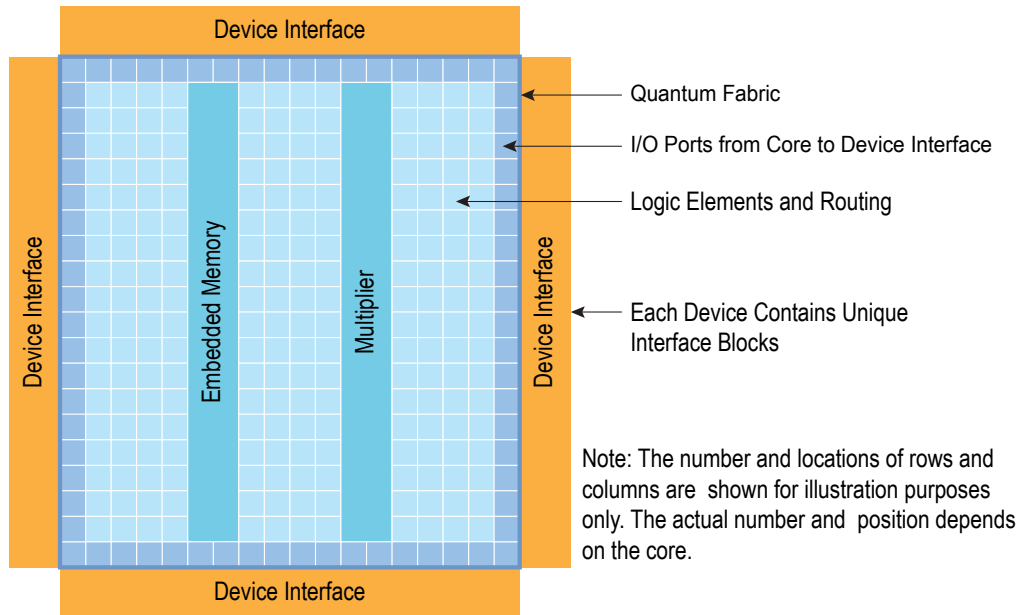 Device Interface
Quantum Fabric
I/O Ports from Core to Device Interface
Logic Elements and Routing
Device Interface
Embedded Memory
Multiplier
Device Interface
Each Device Contains Unique
Interface Blocks
Note: The number and locations of rows and
columns are shown for illustration purposes
only. The actual number and position depends
on the core.
Device Interface